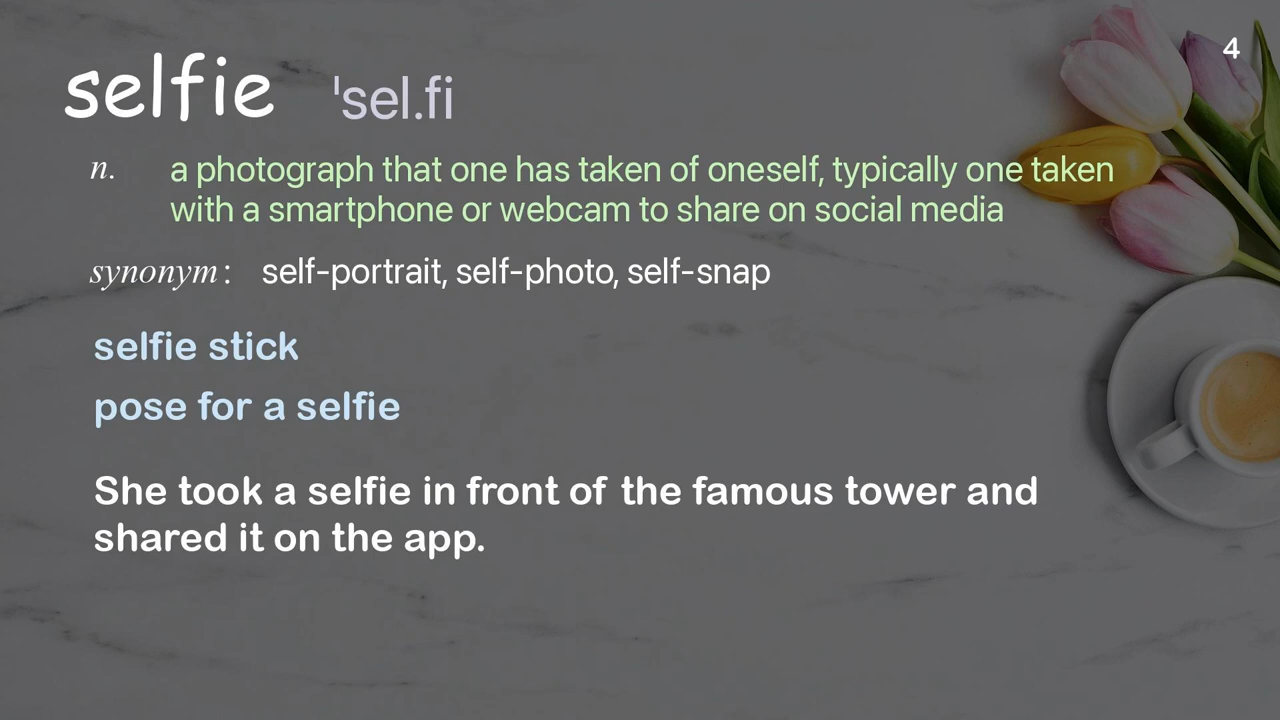 4
selfie ˈsel.fi
n. a photograph that one has taken of oneself, typically one taken
with a smartphone or webcam to share on social media
synonym: self-portrait, self-photo, self-snap
selfie stick
pose for a selfie
She took a selfie in front of the famous tower and
shared it on the app.